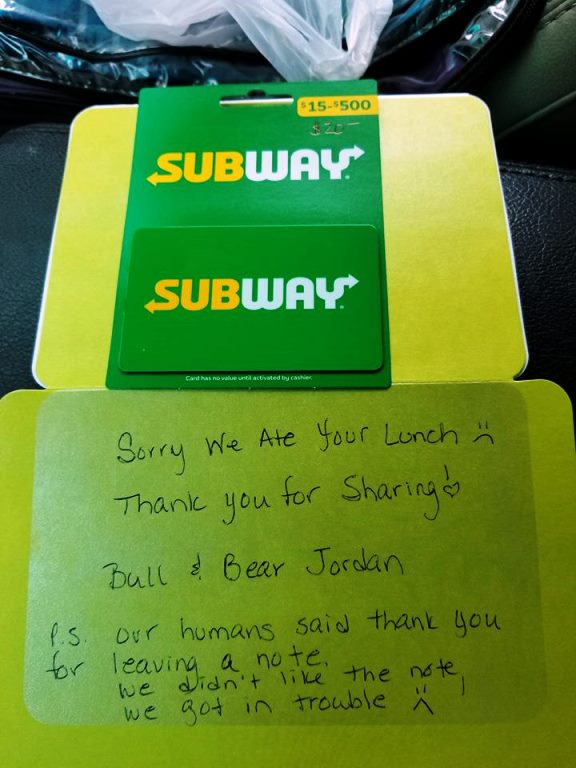 $15-$500
$20-
SUBWAY
SUBWAY
Card has no value until activated by cashier.
Sorry We Ate Your Lunch :(
Thank you for Sharing! ♡
Bull & Bear Jordan
P.S. our humans said thank you
for leaving a note.
we didn't like the note,
we got in trouble :(